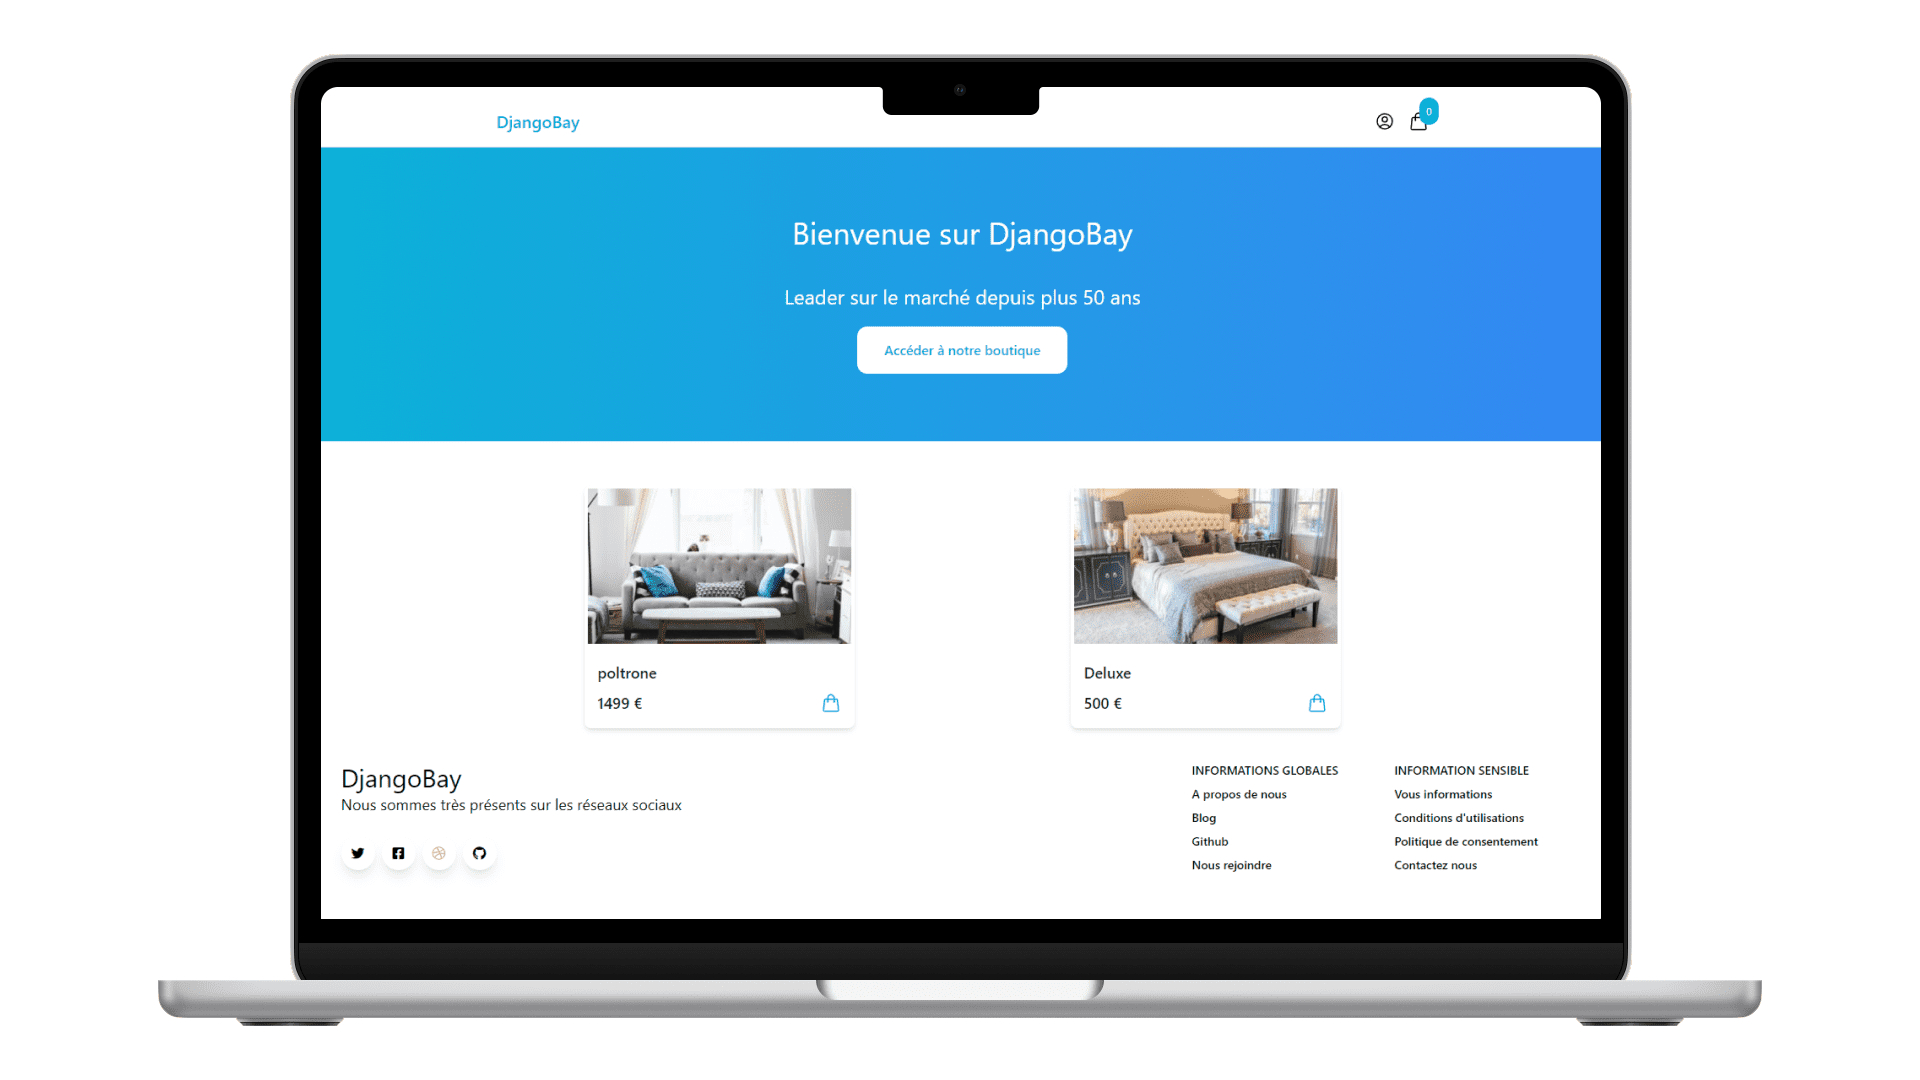 DjangoBay
0
Bienvenue sur DjangoBay
Leader sur le marché depuis plus 50 ans
Accéder à notre boutique
poltrone
1499 €
Deluxe
500 €
DjangoBay
Nous sommes très présents sur les réseaux sociaux
INFORMATIONS GLOBALES
A propos de nous
Blog
Github
Nous rejoindre
INFORMATION SENSIBLE
Vous informations
Conditions d'utilisations
Politique de consentement
Contactez nous